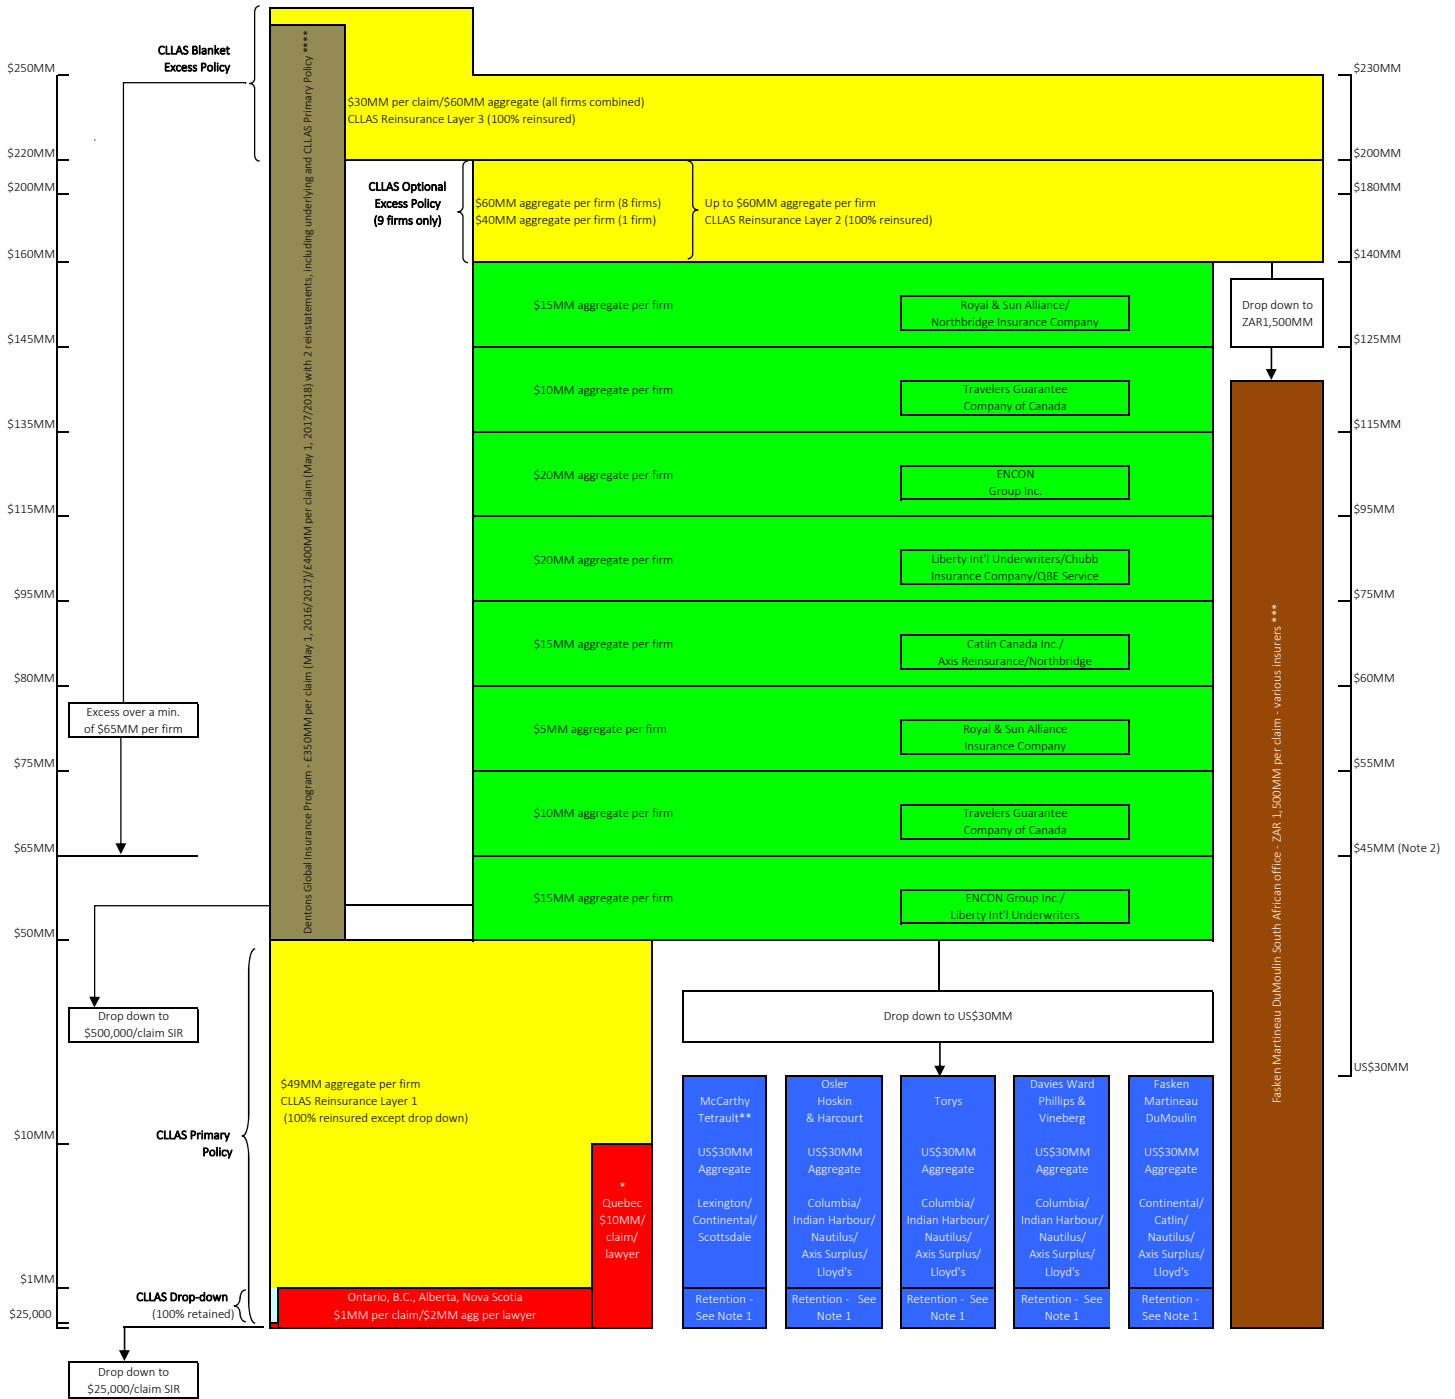 CLLAS Blanket
Excess Policy
$250MM
$220MM
$200MM
$160MM
$145MM
$135MM
$115MM
$95MM
$80MM
$75MM
$65MM
$50MM
$10MM
$1MM
$25,000
Excess over a min.
of $65MM per firm
Drop down to
$500,000/claim SIR
CLLAS Primary
Policy
CLLAS Drop-down
(100% retained)
Drop down to
$25,000/claim SIR
Dentons Global Insurance Program - £350MM per claim (May 1, 2016/2017)/£400MM per claim (May 1, 2017/2018) with 2 reinstatements, including underlying and CLLAS Primary Policy ****
$30MM per claim/$60MM aggregate (all firms combined)
CLLAS Reinsurance Layer 3 (100% reinsured)
CLLAS Optional
Excess Policy
(9 firms only)
$60MM aggregate per firm (8 firms)
$40MM aggregate per firm (1 firm)
Up to $60MM aggregate per firm
CLLAS Reinsurance Layer 2 (100% reinsured)
$15MM aggregate per firm
Royal & Sun Alliance/
Northbridge Insurance Company
$10MM aggregate per firm
Travelers Guarantee
Company of Canada
$20MM aggregate per firm
ENCON
Group Inc.
$20MM aggregate per firm
Liberty Int'l Underwriters/Chubb
Insurance Company/QBE Service
$15MM aggregate per firm
Catlin Canada Inc./
Axis Reinsurance/Northbridge
$5MM aggregate per firm
Royal & Sun Alliance
Insurance Company
$10MM aggregate per firm
Travelers Guarantee
Company of Canada
$15MM aggregate per firm
ENCON Group Inc./
Liberty Int'l Underwriters
Drop down to US$30MM
$49MM aggregate per firm
CLLAS Reinsurance Layer 1
(100% reinsured except drop down)
*
Quebec
$10MM/
claim/
lawyer
Ontario, B.C., Alberta, Nova Scotia
$1MM per claim/$2MM agg per lawyer
McCarthy
Tetrault**
US$30MM
Aggregate
Lexington/
Continental/
Scottsdale
Retention -
See Note 1
Osler
Hoskin
& Harcourt
US$30MM
Aggregate
Columbia/
Indian Harbour/
Nautilus/
Axis Surplus/
Lloyd's
Retention - See
Note 1
Torys
US$30MM
Aggregate
Columbia/
Indian Harbour/
Nautilus/
Axis Surplus/
Lloyd's
Retention - See
Note 1
Davies Ward
Phillips &
Vineberg
US$30MM
Aggregate
Columbia/
Indian Harbour/
Nautilus/
Axis Surplus/
Lloyd's
Retention - See
Note 1
Fasken
Martineau
DuMoulin
US$30MM
Aggregate
Continental/
Catlin/
Nautilus/
Axis Surplus/
Lloyd's
Retention -
See Note 1
Drop down to
ZAR1,500MM
Fasken Martineau DuMoulin South African office - ZAR 1,500MM per claim - various insurers ***
$230MM
$200MM
$180MM
$140MM
$125MM
$115MM
$95MM
$75MM
$60MM
$55MM
$45MM (Note 2)
US$30MM